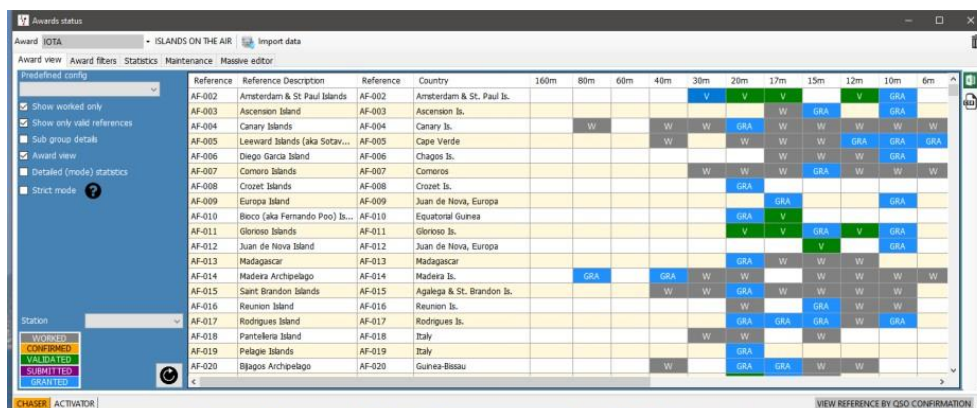 Awards status
Award IOTA - ISLANDS ON THE AIR Import data
Award view Award filters Statistics Maintenance Massive editor
Predefined config
Show worked only
Show only valid references
Sub group details
Award view
Detailed (mode) statistics
Strict mode ?
Station
WORKED
CONFIRMED
VALIDATED
SUBMITTED
GRANTED
Reference Reference Description Reference Country 160m 80m 60m 40m 30m 20m 17m 15m 12m 10m 6m
AF-002 Amsterdam & St Paul Islands AF-002 Amsterdam & St. Paul Is. V V V V GRA
AF-003 Ascension Island AF-003 Ascension Is. W GRA GRA
AF-004 Canary Islands AF-004 Canary Is. W W W GRA W W W W W
AF-005 Leeward Islands (aka Sotav... AF-005 Cape Verde W W W W GRA GRA GRA
AF-006 Diego Garcia Island AF-006 Chagos Is. W W W GRA
AF-007 Comoro Islands AF-007 Comoros W W W GRA W W W
AF-008 Crozet Islands AF-008 Crozet Is. GRA
AF-009 Europa Island AF-009 Juan de Nova, Europa GRA GRA
AF-010 Bioco (aka Fernando Poo) Is... AF-010 Equatorial Guinea GRA V
AF-011 Glorioso Islands AF-011 Glorioso Is. V V GRA V GRA
AF-012 Juan de Nova Island AF-012 Juan de Nova, Europa V GRA
AF-013 Madagascar AF-013 Madagascar GRA W W W
AF-014 Madeira Archipelago AF-014 Madeira Is. GRA GRA W W W W W W
AF-015 Saint Brandon Islands AF-015 Agalega & St. Brandon Is. W W GRA W W W W
AF-016 Reunion Island AF-016 Reunion Is. W GRA W W
AF-017 Rodrigues Island AF-017 Rodrigues Is. GRA GRA GRA W GRA
AF-018 Pantelleria Island AF-018 Italy W W W
AF-019 Pelagie Islands AF-019 Italy GRA
AF-020 Bijagos Archipelago AF-020 Guinea-Bissau W GRA GRA W W
CHASER ACTIVATOR VIEW REFERENCE BY QSO CONFIRMATION